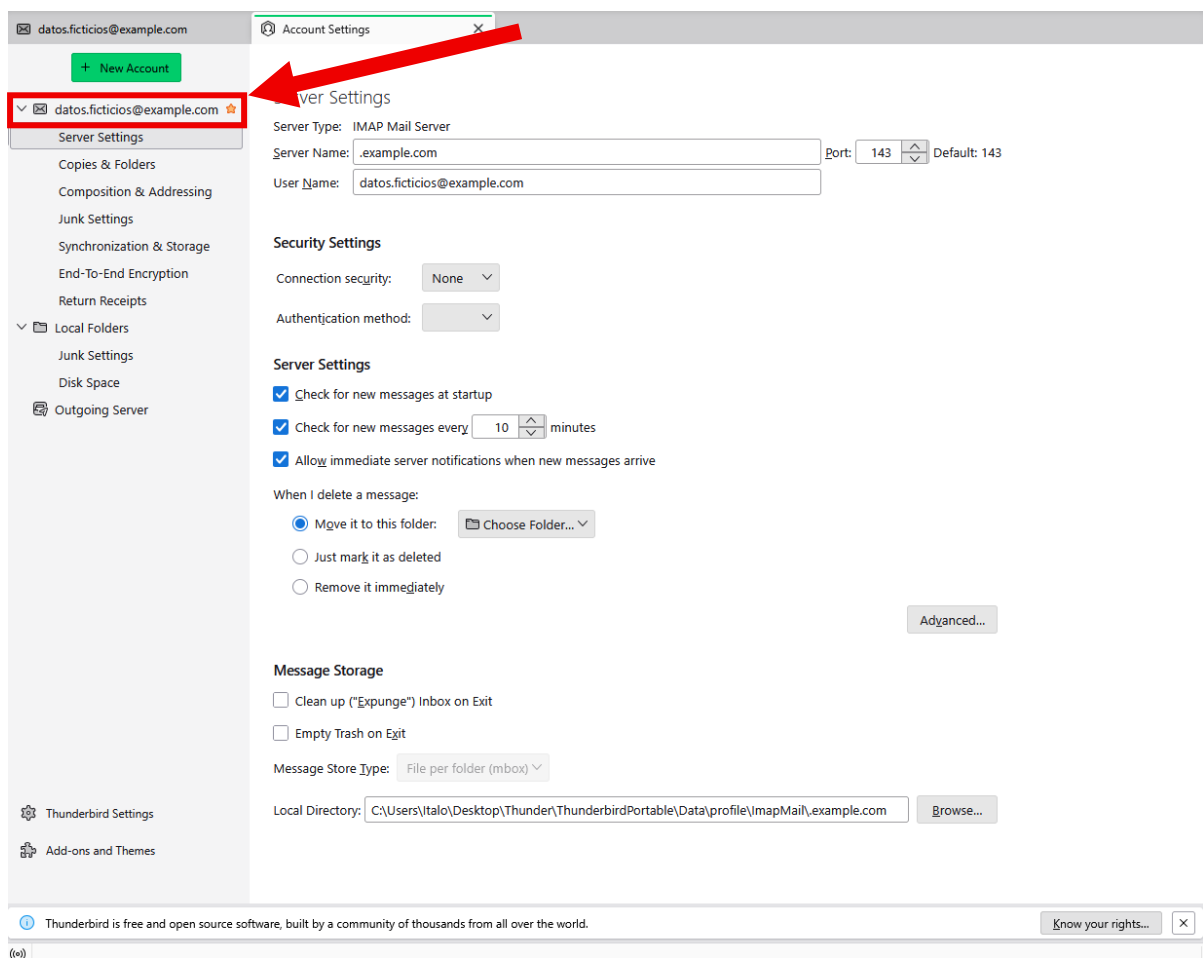 datos.ficticios@example.com
Account Settings
+ New Account
datos.ficticios@example.com
Server Settings
Copies & Folders
Composition & Addressing
Junk Settings
Synchronization & Storage
End-To-End Encryption
Return Receipts
Local Folders
Junk Settings
Disk Space
Outgoing Server
Thunderbird Settings
Add-ons and Themes
ver Settings
Server Type: IMAP Mail Server
Server Name: .example.com Port: 143 Default: 143
User Name: datos.ficticios@example.com
Security Settings
Connection security: None
Authentication method:
Server Settings
Check for new messages at startup
Check for new messages every 10 minutes
Allow immediate server notifications when new messages arrive
When I delete a message:
Move it to this folder: Choose Folder...
Just mark it as deleted
Remove it immediately
Advanced...
Message Storage
Clean up ("Expunge") Inbox on Exit
Empty Trash on Exit
Message Store Type: File per folder (mbox)
Local Directory: C:\Users\Italo\Desktop\Thunder\ThunderbirdPortable\Data\profile\ImapMail\.example.com Browse...
Thunderbird is free and open source software, built by a community of thousands from all over the world. Know your rights...